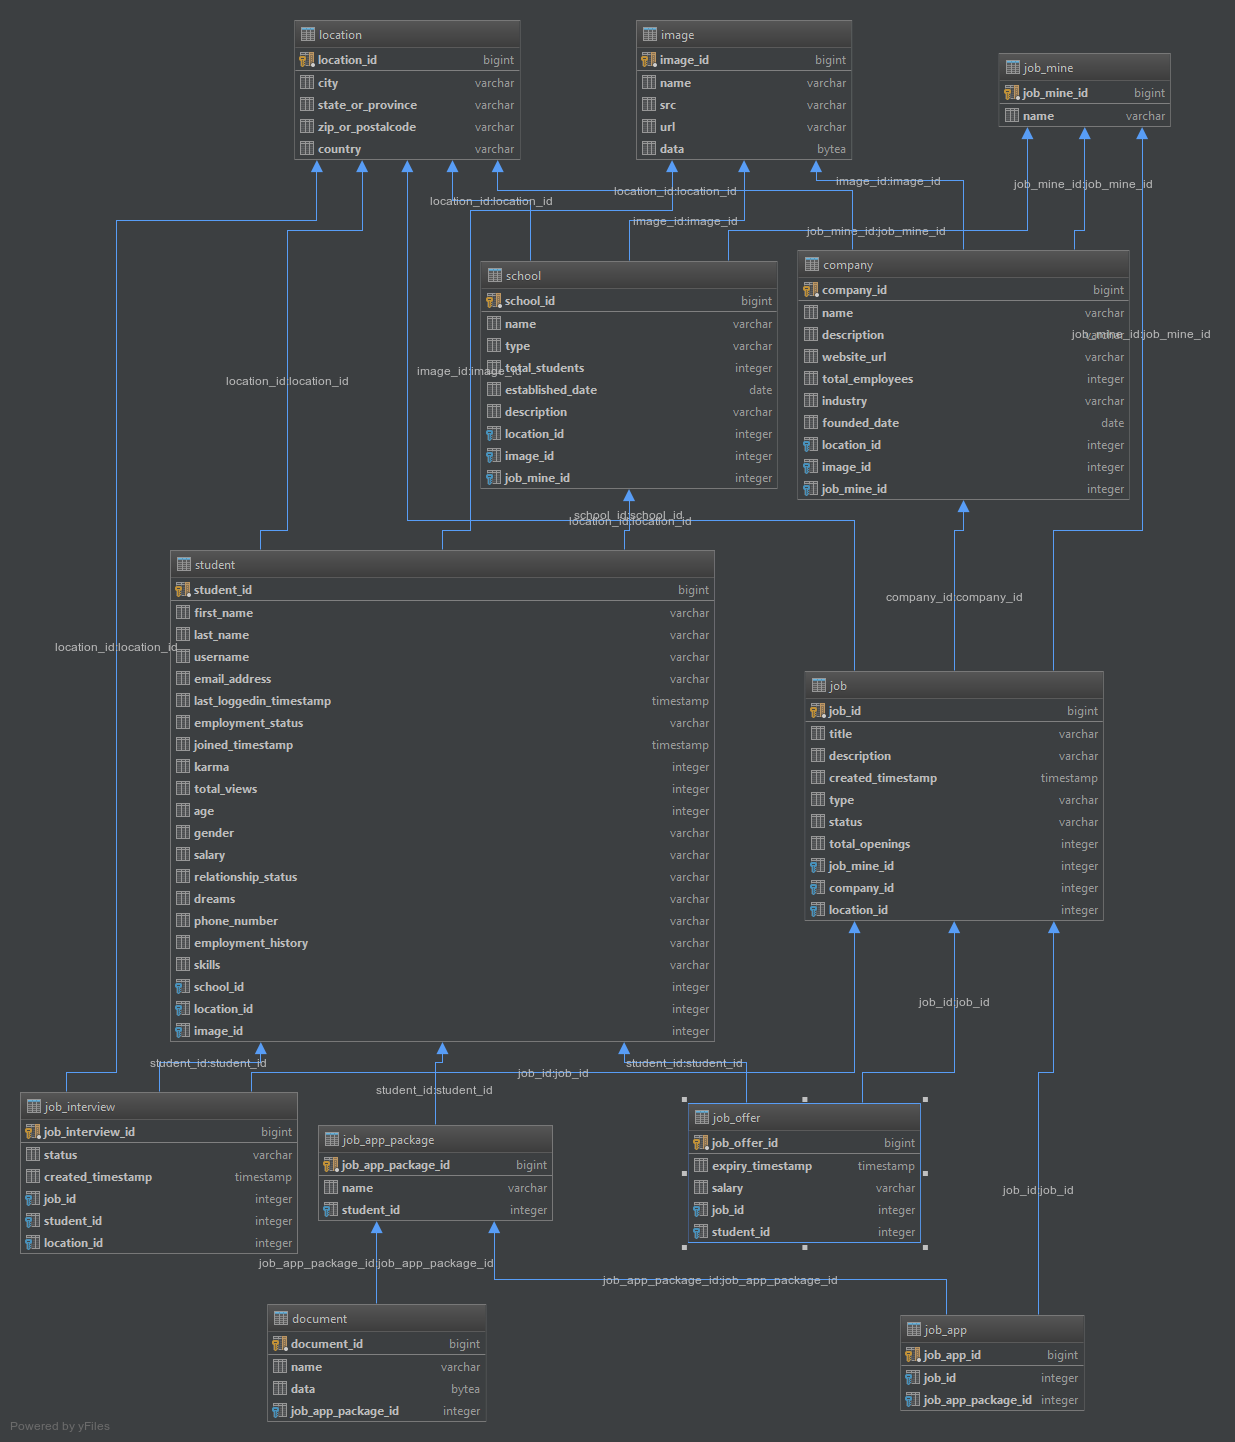 location
location_id bigint
city varchar
state_or_province varchar
zip_or_postalcode varchar
country varchar
image
image_id bigint
name varchar
src varchar
url varchar
data bytea
job_mine
job_mine_id bigint
name varchar
image_id:image_id
job_mine_id:job_mine_id
location_id:location_id
location_id:location_id
image_id:image_id
job_mine_id:job_mine_id
school
school_id bigint
name varchar
type varchar
total_students integer
established_date date
description varchar
location_id integer
image_id integer
job_mine_id integer
company
company_id bigint
name varchar
description varchar
website_url varchar
total_employees integer
industry varchar
founded_date date
location_id integer
image_id integer
job_mine_id integer
job_mine_id:job_mine_id
image_id:image_id
location_id:location_id
school_id:school_id
location_id:location_id
company_id:company_id
location_id:location_id
student
student_id bigint
first_name varchar
last_name varchar
username varchar
email_address varchar
last_loggedin_timestamp timestamp
employment_status varchar
joined_timestamp timestamp
karma integer
total_views integer
age integer
gender varchar
salary varchar
relationship_status varchar
dreams varchar
phone_number varchar
employment_history varchar
skills varchar
school_id integer
location_id integer
image_id integer
job
job_id bigint
title varchar
description varchar
created_timestamp timestamp
type varchar
status varchar
total_openings integer
job_mine_id integer
company_id integer
location_id integer
job_id:job_id
student_id:student_id
student_id:student_id
job_id:job_id
student_id:student_id
job_interview
job_interview_id bigint
status varchar
created_timestamp timestamp
job_id integer
student_id integer
location_id integer
job_app_package
job_app_package_id bigint
name varchar
student_id integer
job_offer
job_offer_id bigint
expiry_timestamp timestamp
salary varchar
job_id integer
student_id integer
job_id:job_id
job_app_package_id:job_app_package_id
job_app_package_id:job_app_package_id
document
document_id bigint
name varchar
data bytea
job_app_package_id integer
job_app
job_app_id bigint
job_id integer
job_app_package_id integer
Powered by yFiles